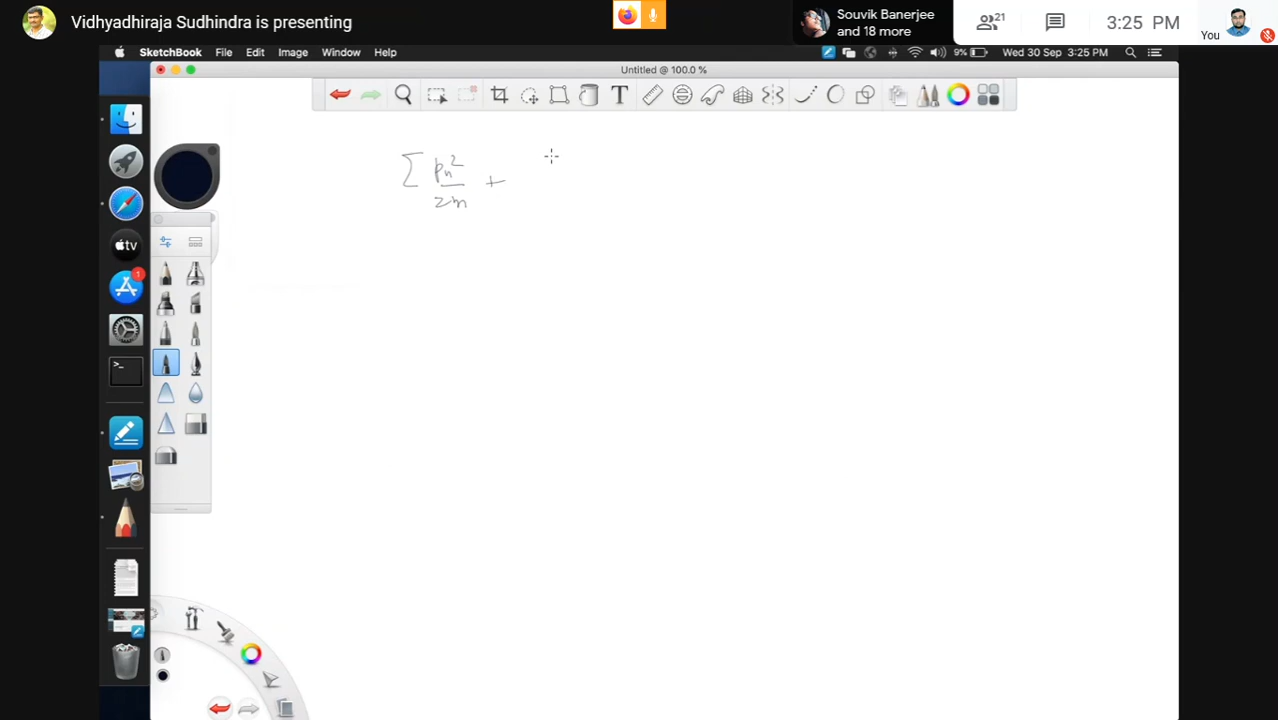 Vidhyadhiraja Sudhindra is presenting
Souvik Banerjee
and 18 more
21
3:25 PM
You
SketchBook File Edit Image Window Help
9% Wed 30 Sep 3:25 PM
Untitled @ 100.0 %
T
∑ pn²/2m +
tv
1
>_